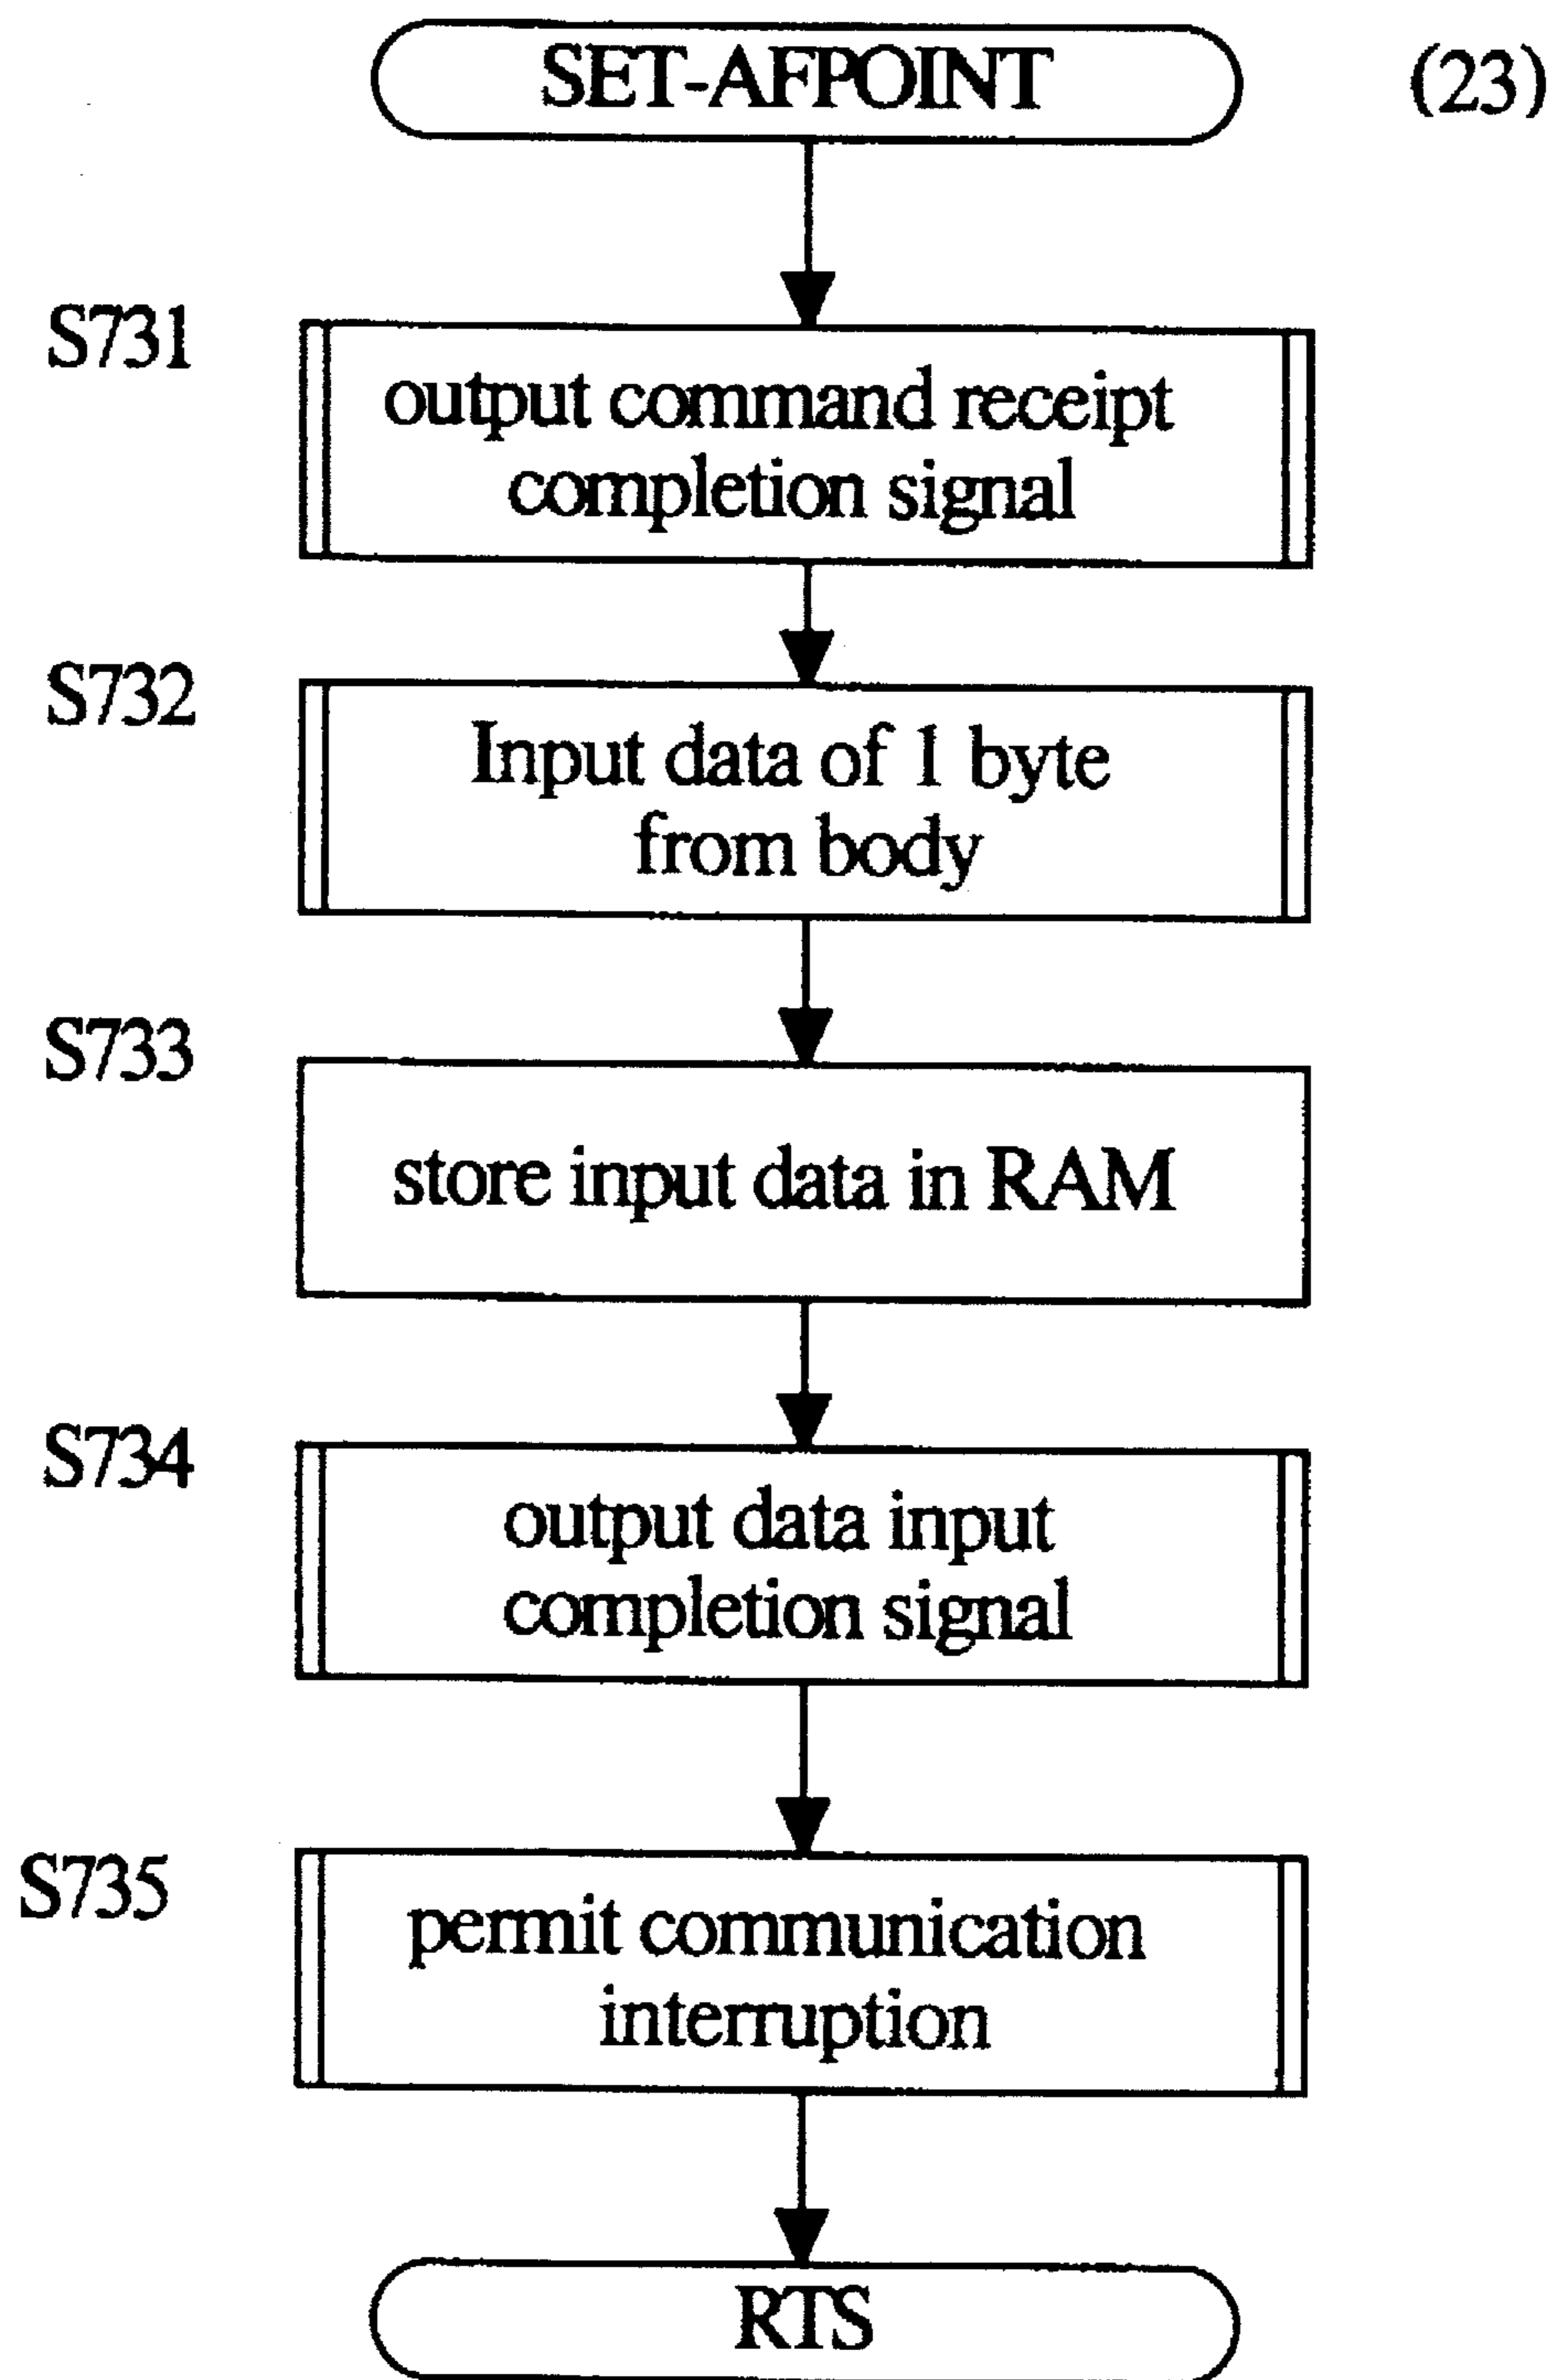 SET-AFPOINT
(23)
S731
output command receipt
completion signal
S732
Input data of 1 byte
from body
S733
store input data in RAM
S734
output data input
completion signal
S735
permit communication
interruption
RTS